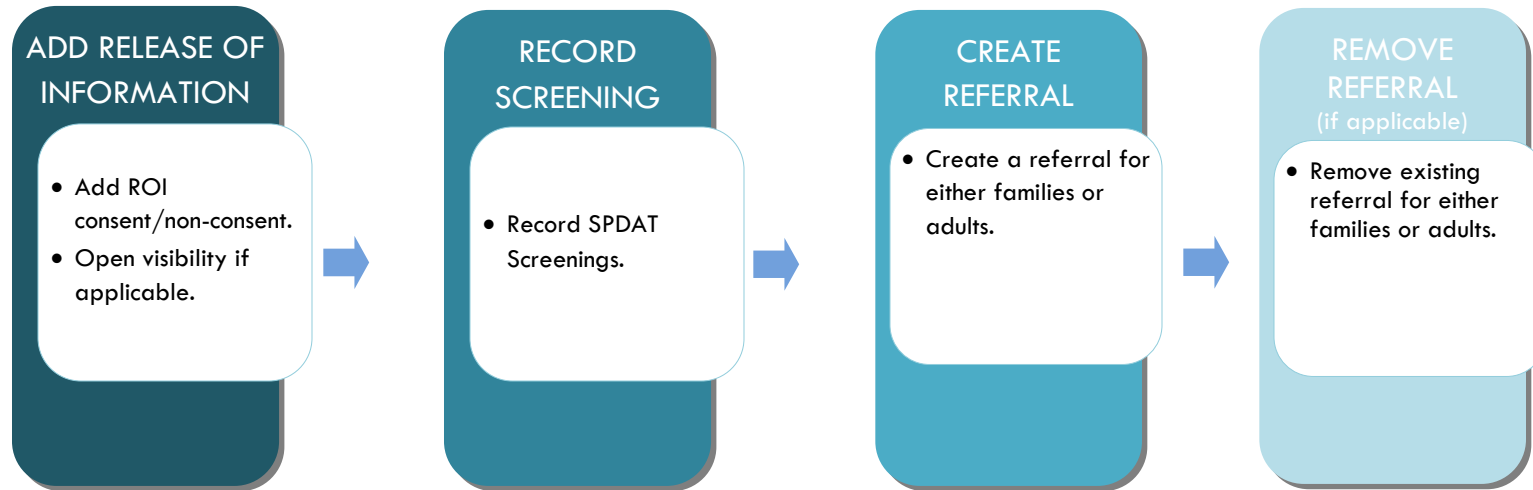 ADD RELEASE OF
INFORMATION
• Add ROI
consent/non-consent.
• Open visibility if
applicable.
RECORD
SCREENING
• Record SPDAT
Screenings.
CREATE
REFERRAL
• Create a referral for
either families or
adults.
REMOVE
REFERRAL
(if applicable)
• Remove existing
referral for either
families or adults.